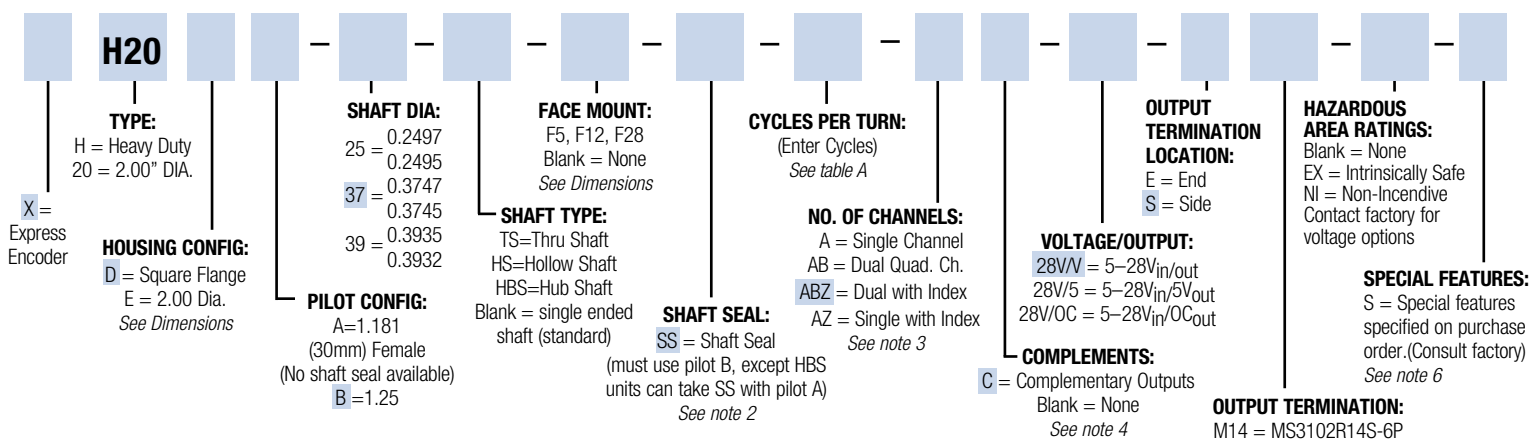 H20
TYPE:
H = Heavy Duty
20 = 2.00” DIA.
X =
Express
Encoder
HOUSING CONFIG:
D = Square Flange
E = 2.00 Dia.
See Dimensions
PILOT CONFIG:
A=1.181
(30mm) Female
(No shaft seal available)
B =1.25
SHAFT DIA:
25 = 0.2497
0.2495
37 = 0.3747
0.3745
39 = 0.3935
0.3932
SHAFT TYPE:
TS=Thru Shaft
HS=Hollow Shaft
HBS=Hub Shaft
Blank = single ended
shaft (standard)
FACE MOUNT:
F5, F12, F28
Blank = None
See Dimensions
SHAFT SEAL:
SS = Shaft Seal
(must use pilot B, except HBS
units can take SS with pilot A)
See note 2
CYCLES PER TURN:
(Enter Cycles)
See table A
NO. OF CHANNELS:
A = Single Channel
AB = Dual Quad. Ch.
ABZ = Dual with Index
AZ = Single with Index
See note 3
COMPLEMENTS:
C = Complementary Outputs
Blank = None
See note 4
VOLTAGE/OUTPUT:
28V/V = 5–28Vin/out
28V/5 = 5–28Vin/5Vout
28V/OC = 5–28Vin/OCout
OUTPUT
TERMINATION
LOCATION:
E = End
S = Side
OUTPUT TERMINATION:
M14 = MS3102R14S-6P
HAZARDOUS
AREA RATINGS:
Blank = None
EX = Intrinsically Safe
NI = Non-Incendive
Contact factory for
voltage options
SPECIAL FEATURES:
S = Special features
specified on purchase
order.(Consult factory)
See note 6